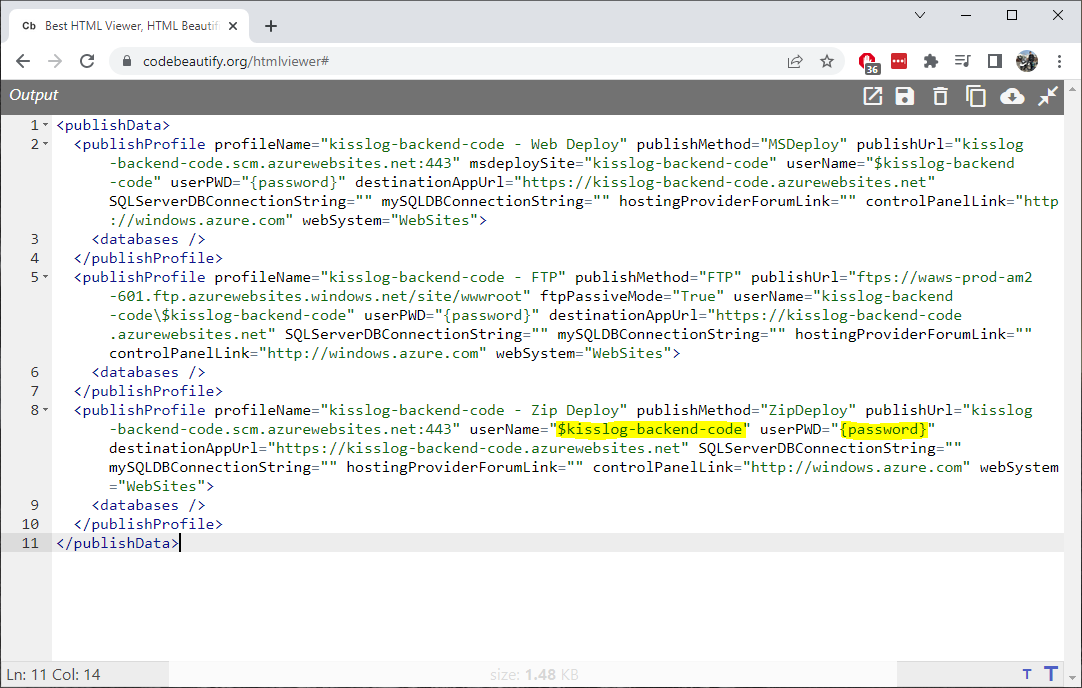 Cb Best HTML Viewer, HTML Beautif
codebeautify.org/htmlviewer#
36
Output
1 <publishData>
2 <publishProfile profileName="kisslog-backend-code - Web Deploy" publishMethod="MSDeploy" publishUrl="kisslog
-backend-code.scm.azurewebsites.net:443" msdeploySite="kisslog-backend-code" userName="$kisslog-backend
-code" userPWD="{password}" destinationAppUrl="https://kisslog-backend-code.azurewebsites.net"
SQLServerDBConnectionString="" mySQLDBConnectionString="" hostingProviderForumLink="" controlPanelLink="http
://windows.azure.com" webSystem="WebSites">
3 <databases />
4 </publishProfile>
5 <publishProfile profileName="kisslog-backend-code - FTP" publishMethod="FTP" publishUrl="ftps://waws-prod-am2
-601.ftp.azurewebsites.windows.net/site/wwwroot" ftpPassiveMode="True" userName="kisslog-backend
-code\$kisslog-backend-code" userPWD="{password}" destinationAppUrl="https://kisslog-backend-code
.azurewebsites.net" SQLServerDBConnectionString="" mySQLDBConnectionString="" hostingProviderForumLink=""
controlPanelLink="http://windows.azure.com" webSystem="WebSites">
6 <databases />
7 </publishProfile>
8 <publishProfile profileName="kisslog-backend-code - Zip Deploy" publishMethod="ZipDeploy" publishUrl="kisslog
-backend-code.scm.azurewebsites.net:443" userName="$kisslog-backend-code" userPWD="{password}"
destinationAppUrl="https://kisslog-backend-code.azurewebsites.net" SQLServerDBConnectionString=""
mySQLDBConnectionString="" hostingProviderForumLink="" controlPanelLink="http://windows.azure.com" webSystem
="WebSites">
9 <databases />
10 </publishProfile>
11 </publishData>
Ln: 11 Col: 14 size: 1.48 KB T T